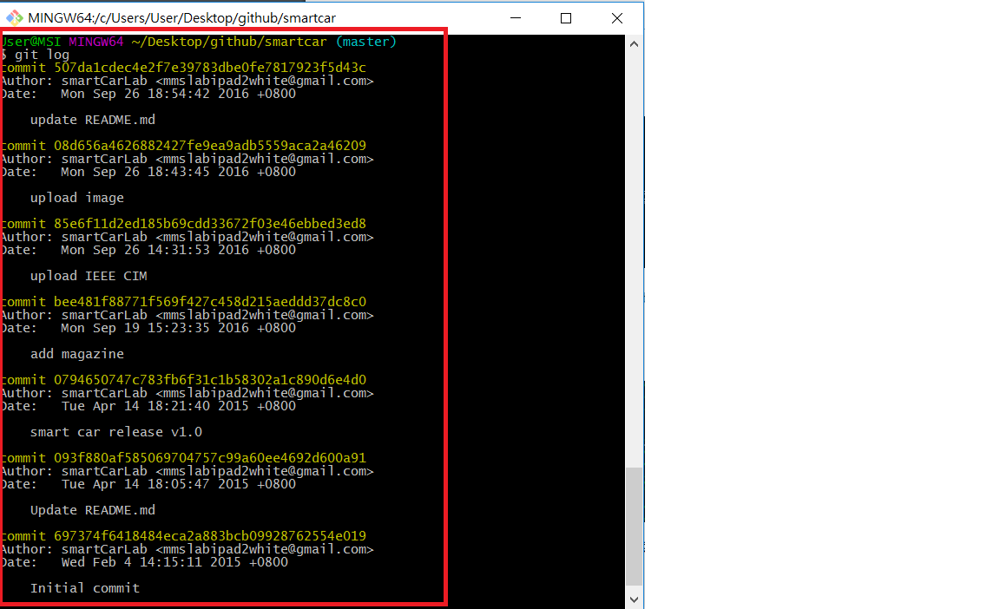 MINGW64:/c/Users/User/Desktop/github/smartcar
User@MSI MINGW64 ~/Desktop/github/smartcar (master)
$ git log
commit 507da1cdec4e2f7e39783dbe0fe7817923f5d43c
Author: smartCarLab <mmslabipad2white@gmail.com>
Date:   Mon Sep 26 18:54:42 2016 +0800
update README.md
commit 08d656a4626882427fe9ea9adb5559aca2a46209
Author: smartCarLab <mmslabipad2white@gmail.com>
Date:   Mon Sep 26 18:43:45 2016 +0800
upload image
commit 85e6f11d2ed185b69cdd33672f03e46ebbed3ed8
Author: smartCarLab <mmslabipad2white@gmail.com>
Date:   Mon Sep 26 14:31:53 2016 +0800
upload IEEE CIM
commit bee481f88771f569f427c458d215aeddd37dc8c0
Author: smartCarLab <mmslabipad2white@gmail.com>
Date:   Mon Sep 19 15:23:35 2016 +0800
add magazine
commit 0794650747c783fb6f31c1b58302a1c890d6e4d0
Author: smartCarLab <mmslabipad2white@gmail.com>
Date:   Tue Apr 14 18:21:40 2015 +0800
smart car release v1.0
commit 093f880af585069704757c99a60ee4692d600a91
Author: smartCarLab <mmslabipad2white@gmail.com>
Date:   Tue Apr 14 18:05:47 2015 +0800
Update README.md
commit 697374f6418484eca2a883bcb09928762554e019
Author: smartCarLab <mmslabipad2white@gmail.com>
Date:   Wed Feb 4 14:15:11 2015 +0800
Initial commit